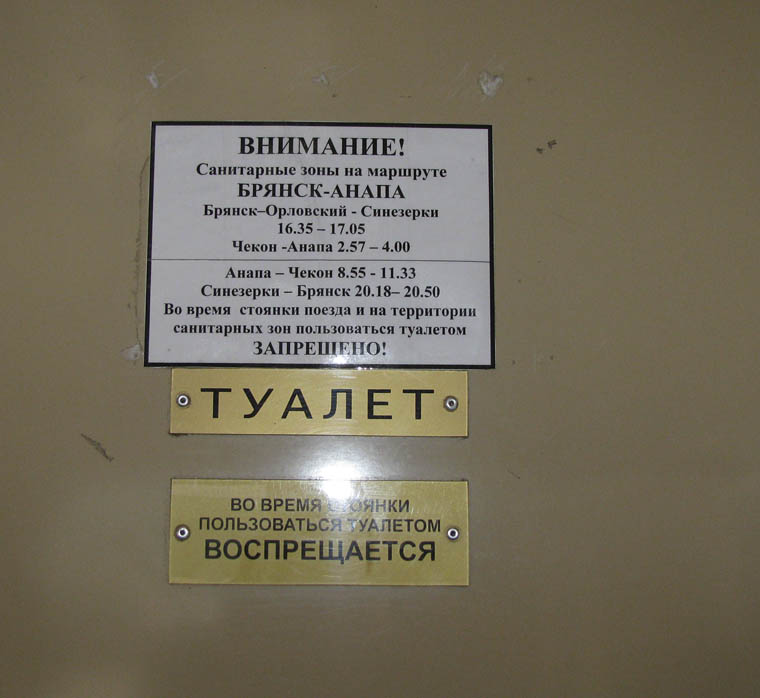 ВНИМАНИЕ!
Санитарные зоны на маршруте
БРЯНСК-АНАПА
Брянск–Орловский - Синезерки
16.35 – 17.05
Чекон -Анапа 2.57 – 4.00
Анапа – Чекон 8.55 - 11.33
Синезерки – Брянск 20.18– 20.50
Во время стоянки поезда и на территории
санитарных зон пользоваться туалетом
ЗАПРЕШЕНО!
ТУАЛЕТ
ВО ВРЕМЯ СТОЯНКИ
ПОЛЬЗОВАТЬСЯ ТУАЛЕТОМ
ВОСПРЕЩАЕТСЯ